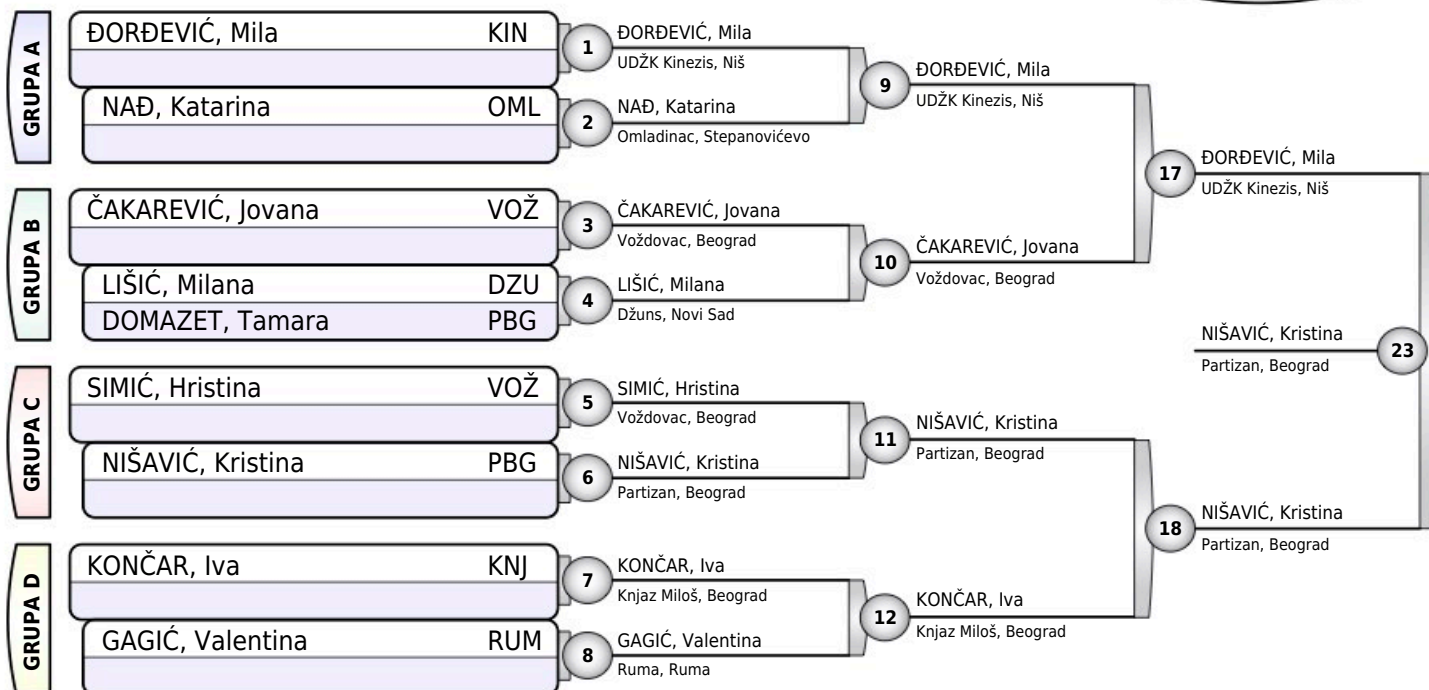 GRUPA A
ĐORĐEVIĆ, Mila KIN
NAĐ, Katarina OML
GRUPA B
ČAKAREVIĆ, Jovana VOŽ
LIŠIĆ, Milana DZU
DOMAZET, Tamara PBG
GRUPA C
SIMIĆ, Hristina VOŽ
NIŠAVIĆ, Kristina PBG
GRUPA D
KONČAR, Iva KNJ
GAGIĆ, Valentina RUM
1 ĐORĐEVIĆ, Mila
UDŽK Kinezis, Niš
2 NAĐ, Katarina
Omladinac, Stepanovićevo
3 ČAKAREVIĆ, Jovana
Voždovac, Beograd
4 LIŠIĆ, Milana
Džuns, Novi Sad
5 SIMIĆ, Hristina
Voždovac, Beograd
6 NIŠAVIĆ, Kristina
Partizan, Beograd
7 KONČAR, Iva
Knjaz Miloš, Beograd
8 GAGIĆ, Valentina
Ruma, Ruma
9 ĐORĐEVIĆ, Mila
UDŽK Kinezis, Niš
10 ČAKAREVIĆ, Jovana
Voždovac, Beograd
11 NIŠAVIĆ, Kristina
Partizan, Beograd
12 KONČAR, Iva
Knjaz Miloš, Beograd
17 ĐORĐEVIĆ, Mila
UDŽK Kinezis, Niš
18 NIŠAVIĆ, Kristina
Partizan, Beograd
NIŠAVIĆ, Kristina 23
Partizan, Beograd